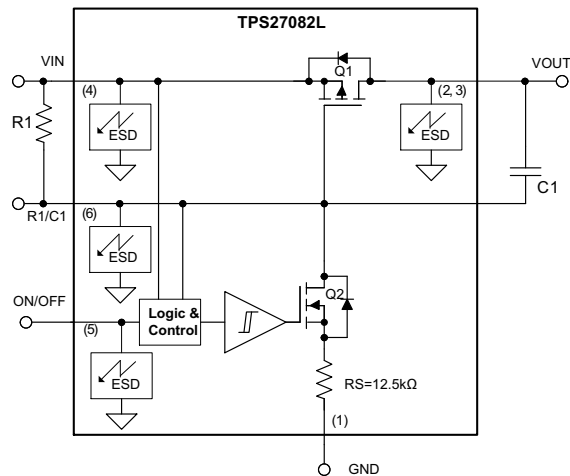 TPS27082L
VIN
Q1
VOUT
(4)
(2, 3)
R1
ESD
ESD
C1
R1/C1
(6)
ESD
ON/OFF
Q2
(5)
Logic &
Control
ESD
RS=12.5kΩ
(1)
GND